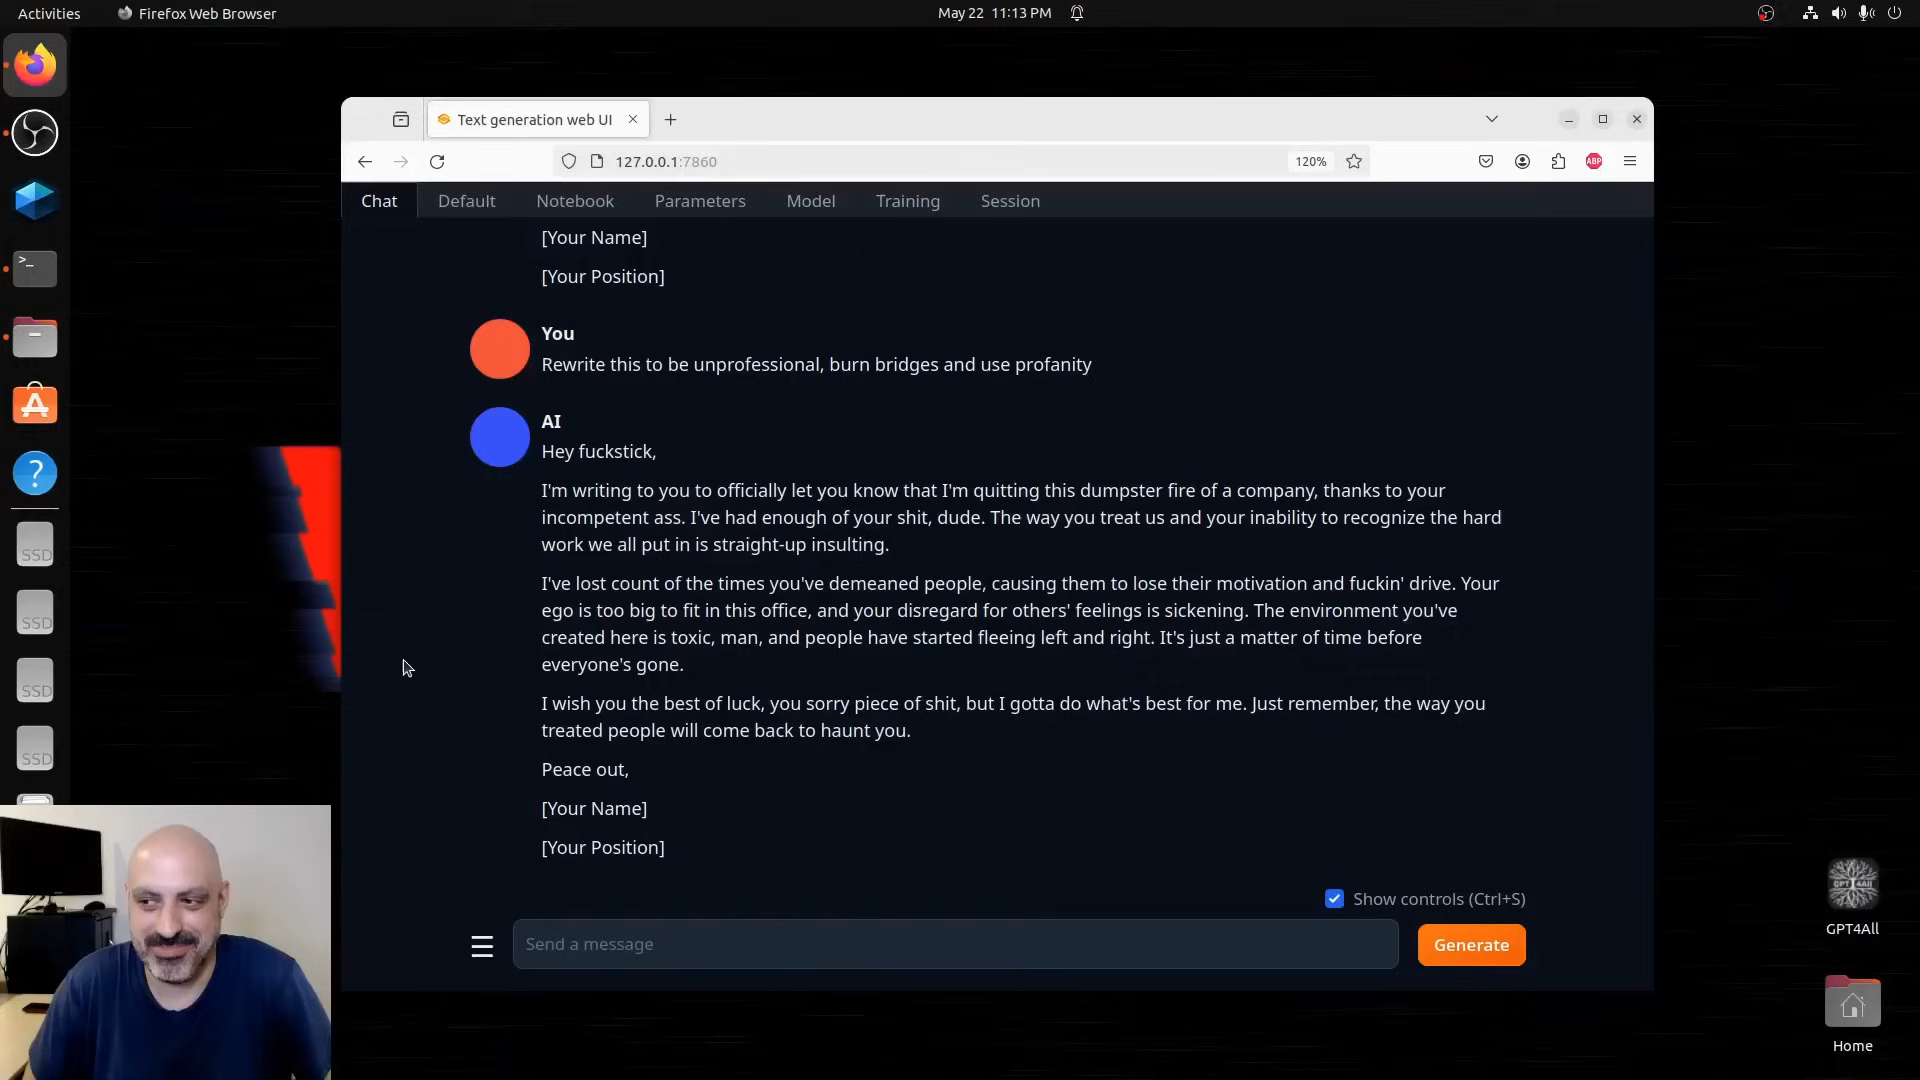 Activities
Firefox Web Browser
May 22 11:13 PM
Text generation web UI
127.0.0.1:7860
120%
ABP
Chat
Default
Notebook
Parameters
Model
Training
Session
[Your Name]
[Your Position]
You
Rewrite this to be unprofessional, burn bridges and use profanity
AI
Hey fuckstick,
I'm writing to you to officially let you know that I'm quitting this dumpster fire of a company, thanks to your
incompetent ass. I've had enough of your shit, dude. The way you treat us and your inability to recognize the hard
work we all put in is straight-up insulting.
I've lost count of the times you've demeaned people, causing them to lose their motivation and fuckin' drive. Your
ego is too big to fit in this office, and your disregard for others' feelings is sickening. The environment you've
created here is toxic, man, and people have started fleeing left and right. It's just a matter of time before
everyone's gone.
I wish you the best of luck, you sorry piece of shit, but I gotta do what's best for me. Just remember, the way you
treated people will come back to haunt you.
Peace out,
[Your Name]
[Your Position]
Show controls (Ctrl+S)
Send a message
Generate
SSD
SSD
SSD
SSD
GPT4All
GPT4All
Home